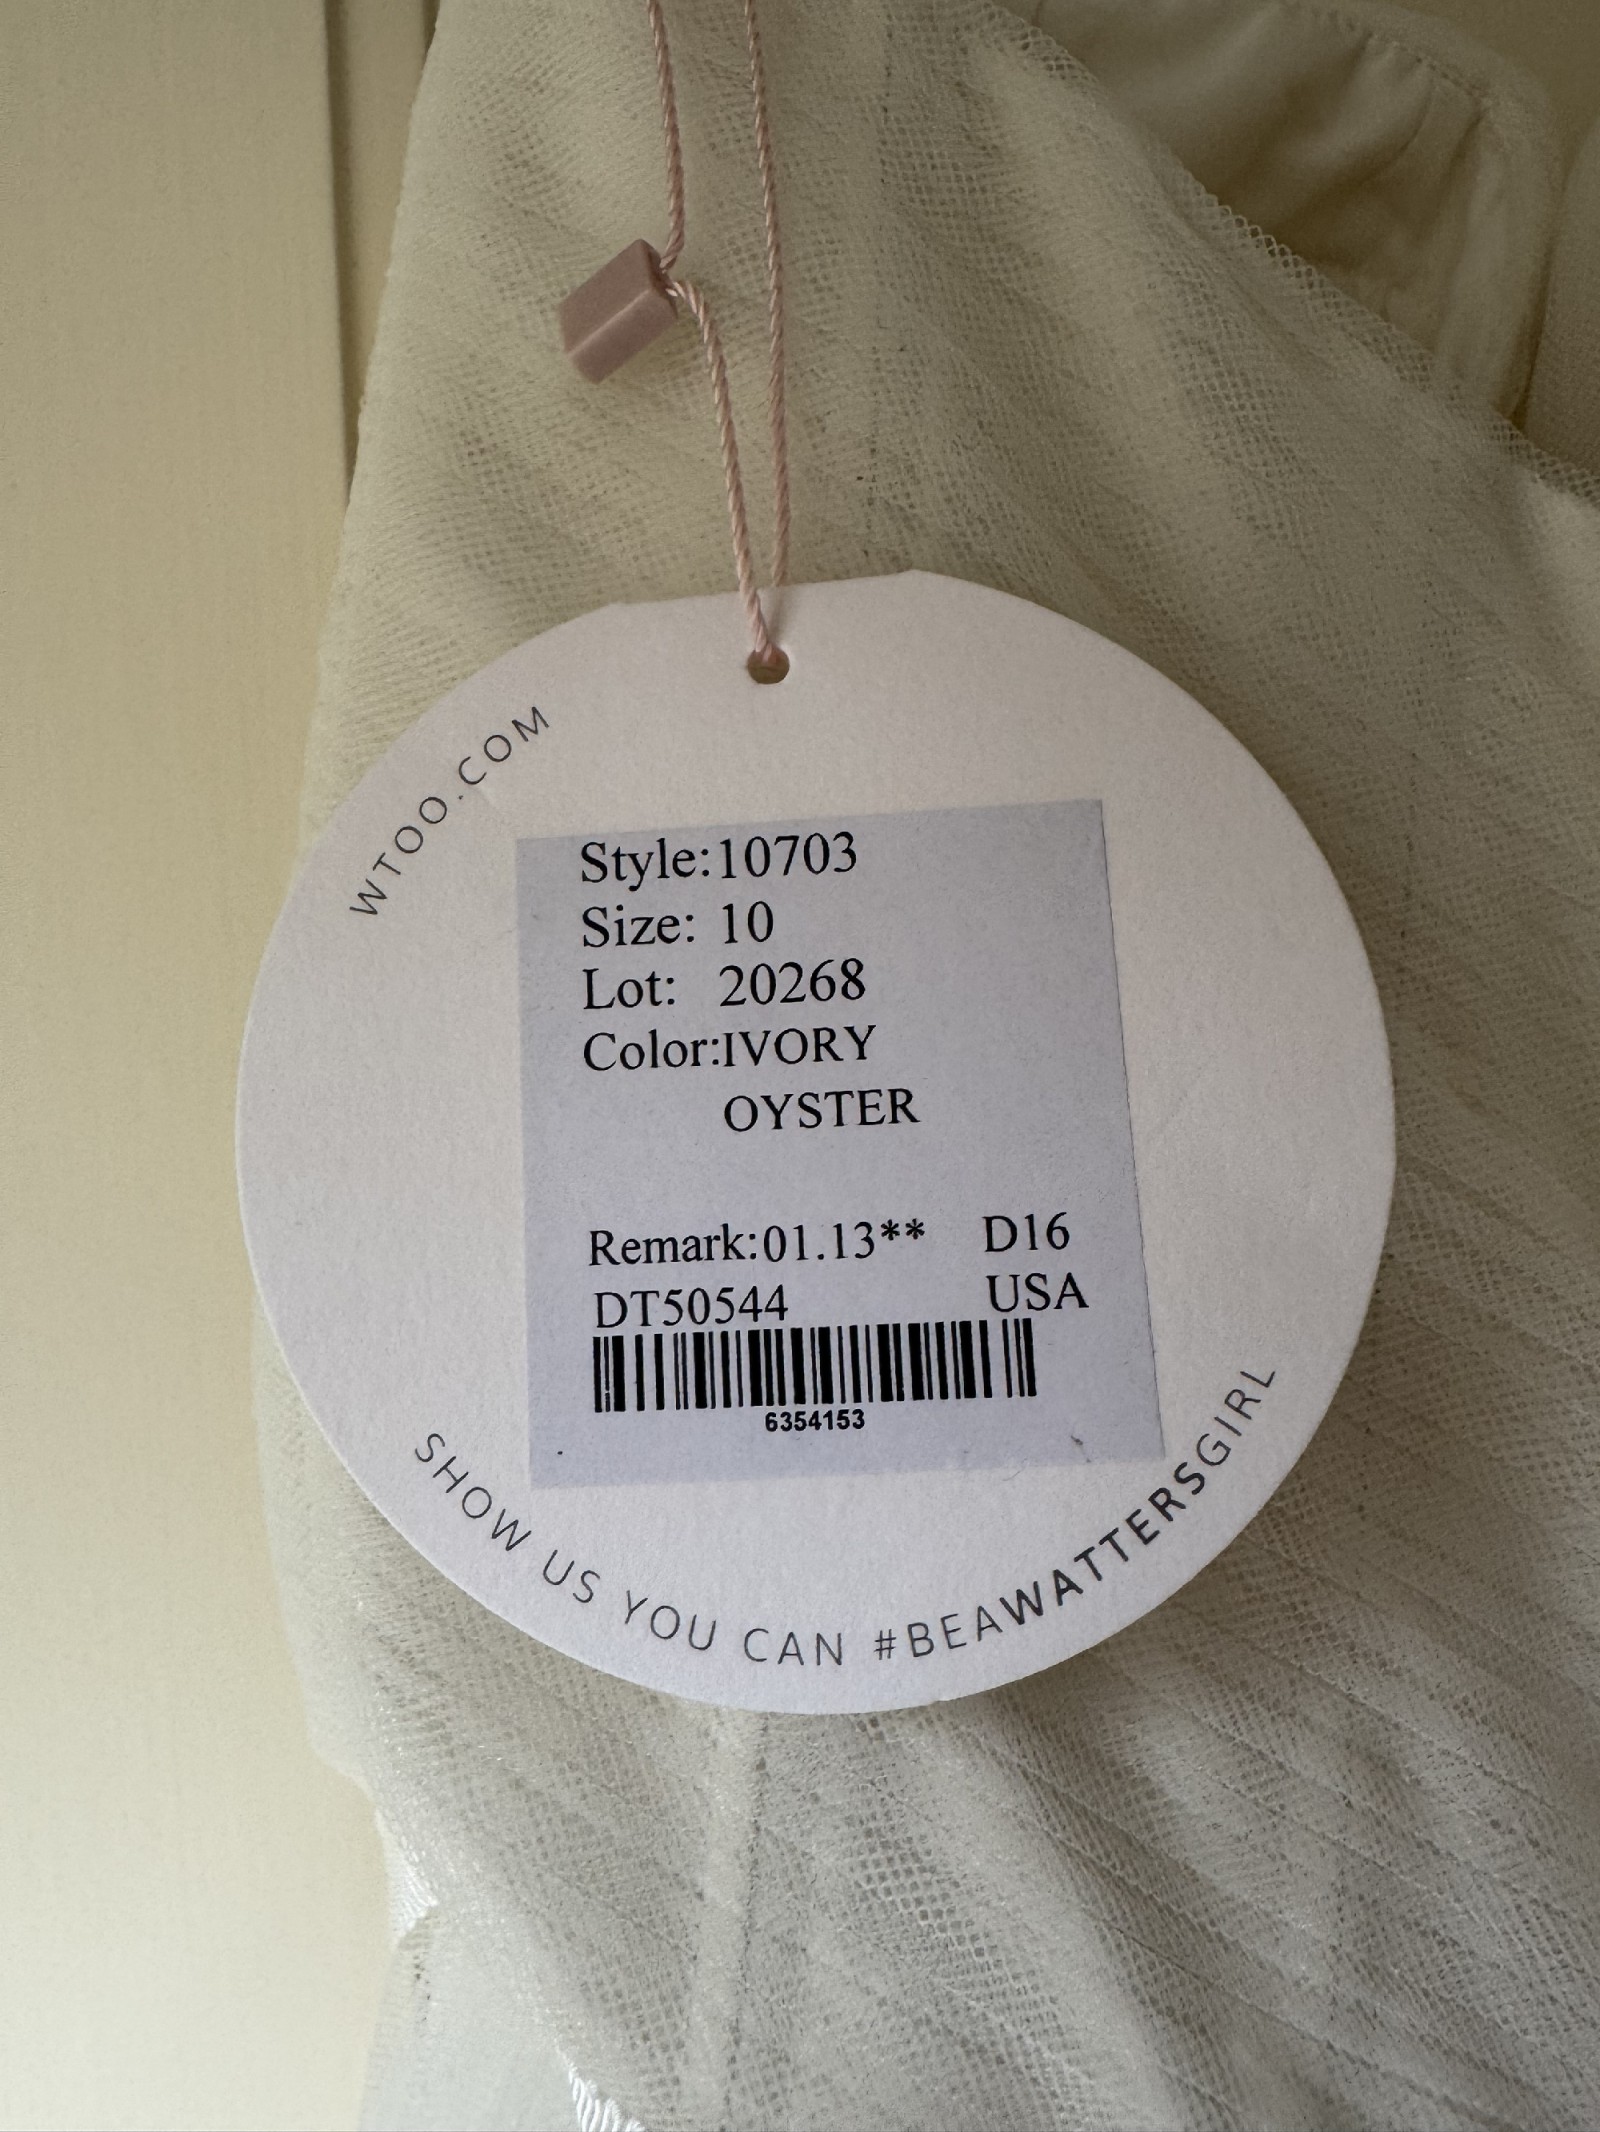 WTOO.COM
Style:10703
Size: 10
Lot: 20268
Color:IVORY
OYSTER
Remark:01.13** D16
DT50544 USA
6354153
SHOW US YOU CAN #BEAWATTERSGIRL